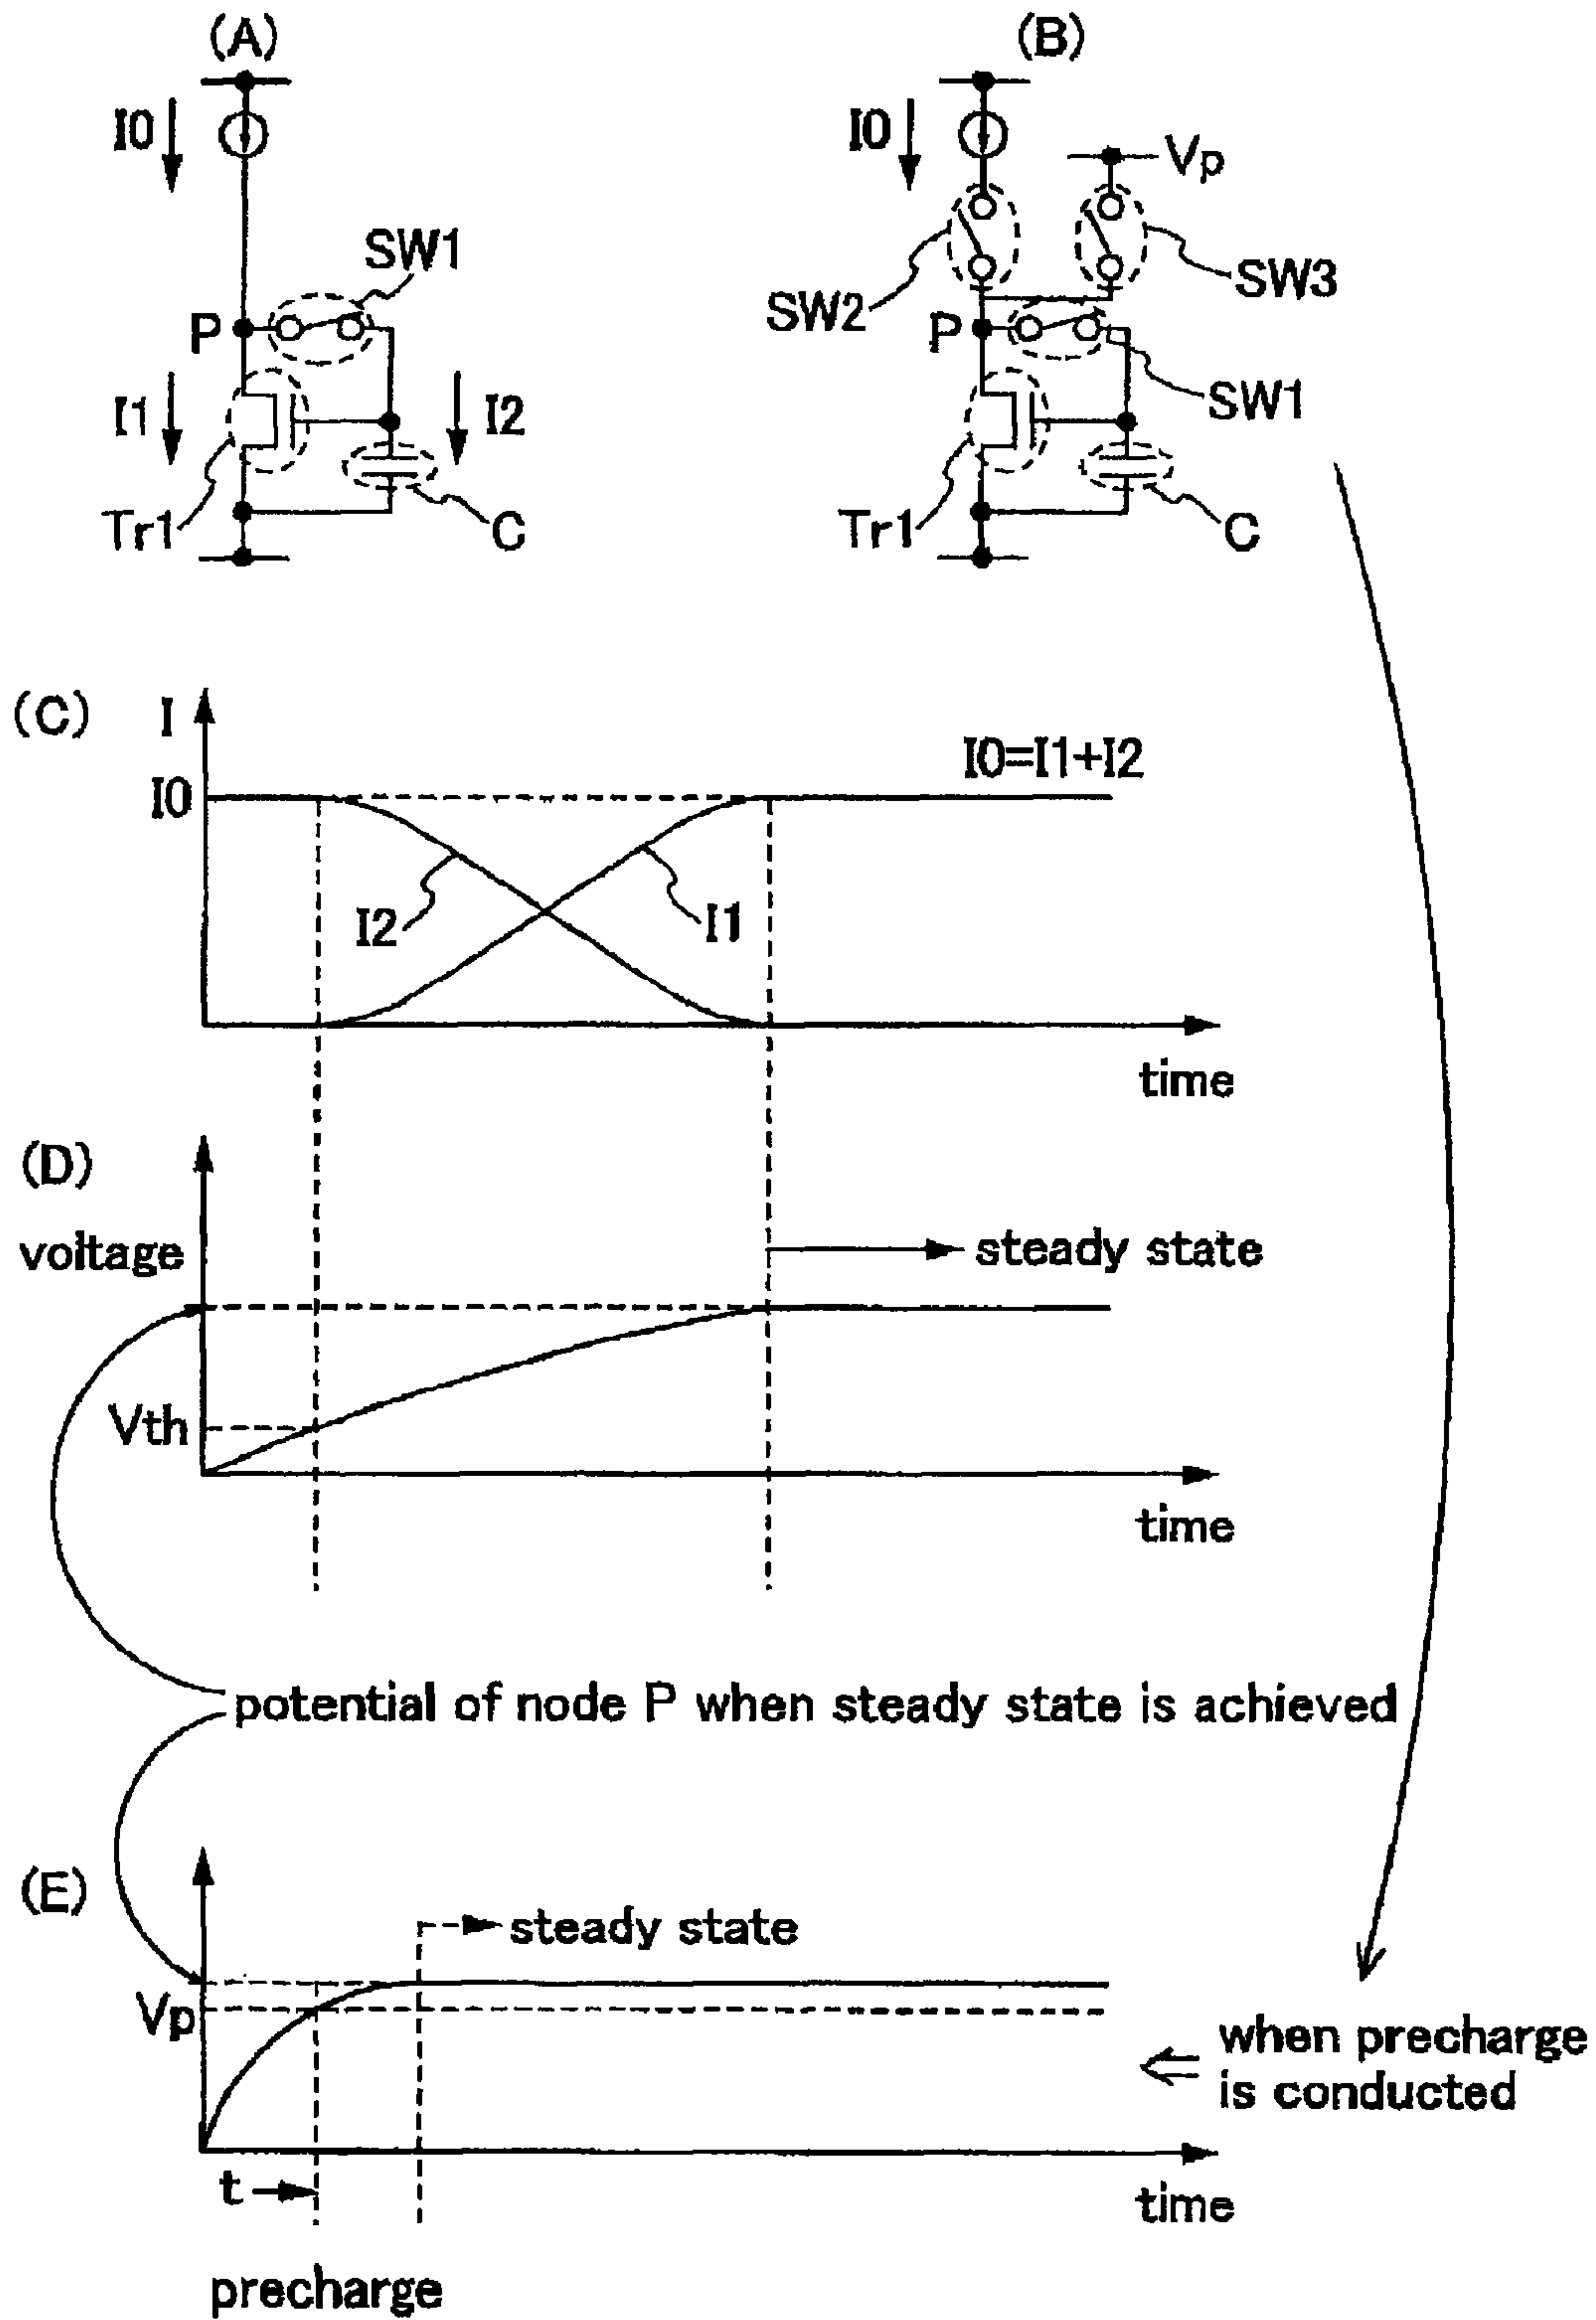 (A)
I0
SW1
P
I1
I2
Tr1
C
(B)
I0
Vp
SW2
SW3
P
SW1
Tr1
C
(C)
I
I0
I0=I1+I2
I2
I1
time
(D)
voltage
steady state
Vth
time
potential of node P when steady state is achieved
(E)
steady state
Vp
when precharge
is conducted
t
time
precharge